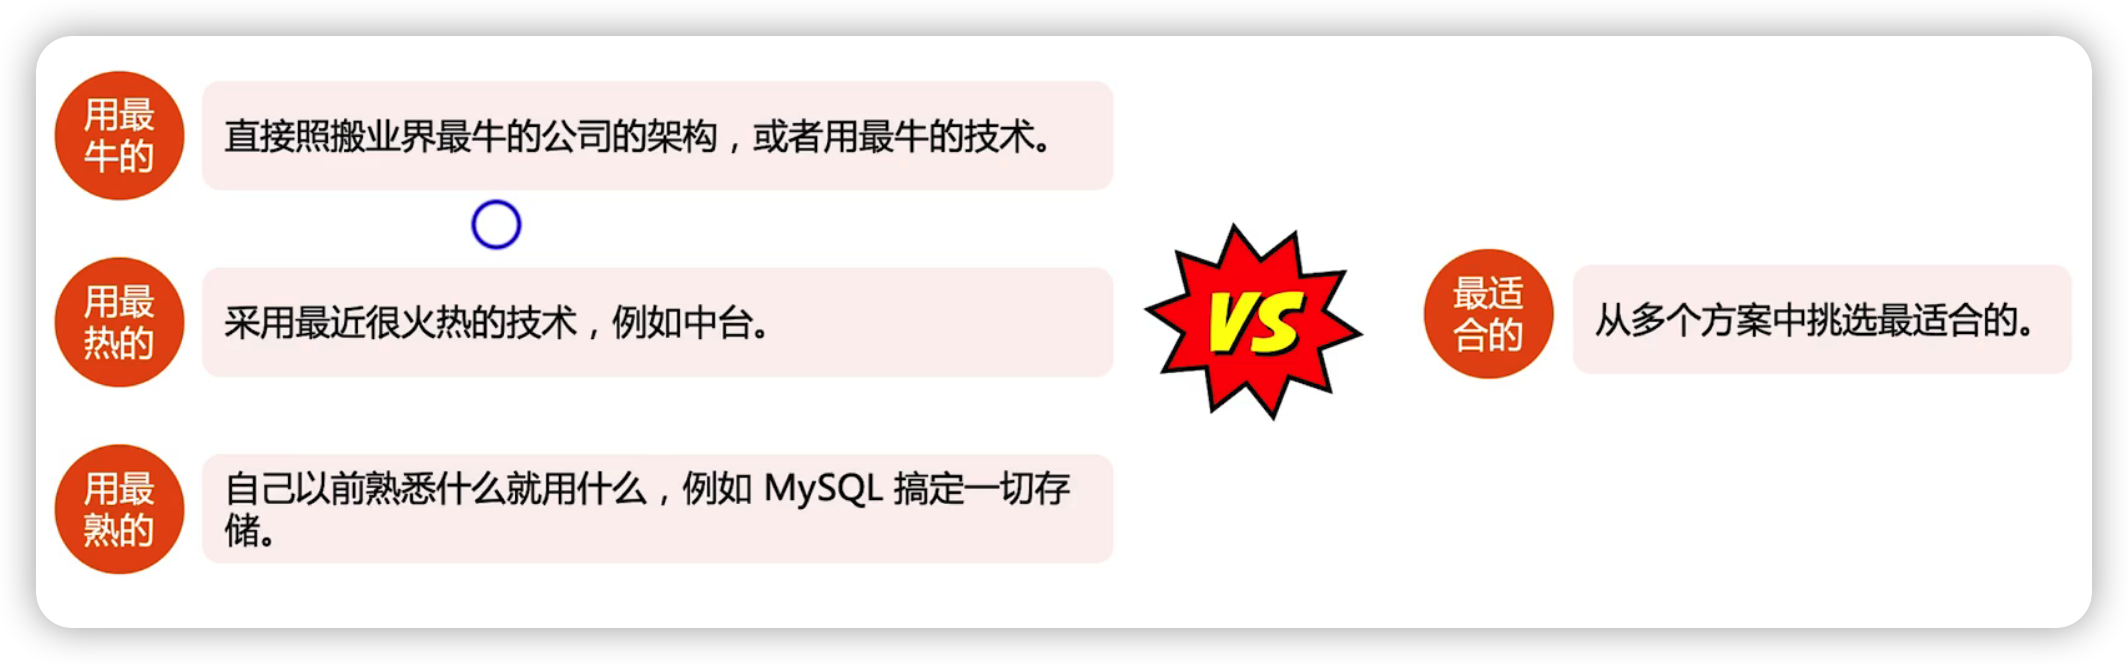 用最
牛的
直接照搬业界最牛的公司的架构，或者用最牛的技术。
用最
热的
采用最近很火热的技术，例如中台。
用最
熟的
自己以前熟悉什么就用什么，例如 MySQL 搞定一切存
储。
VS
最适
合的
从多个方案中挑选最适合的。